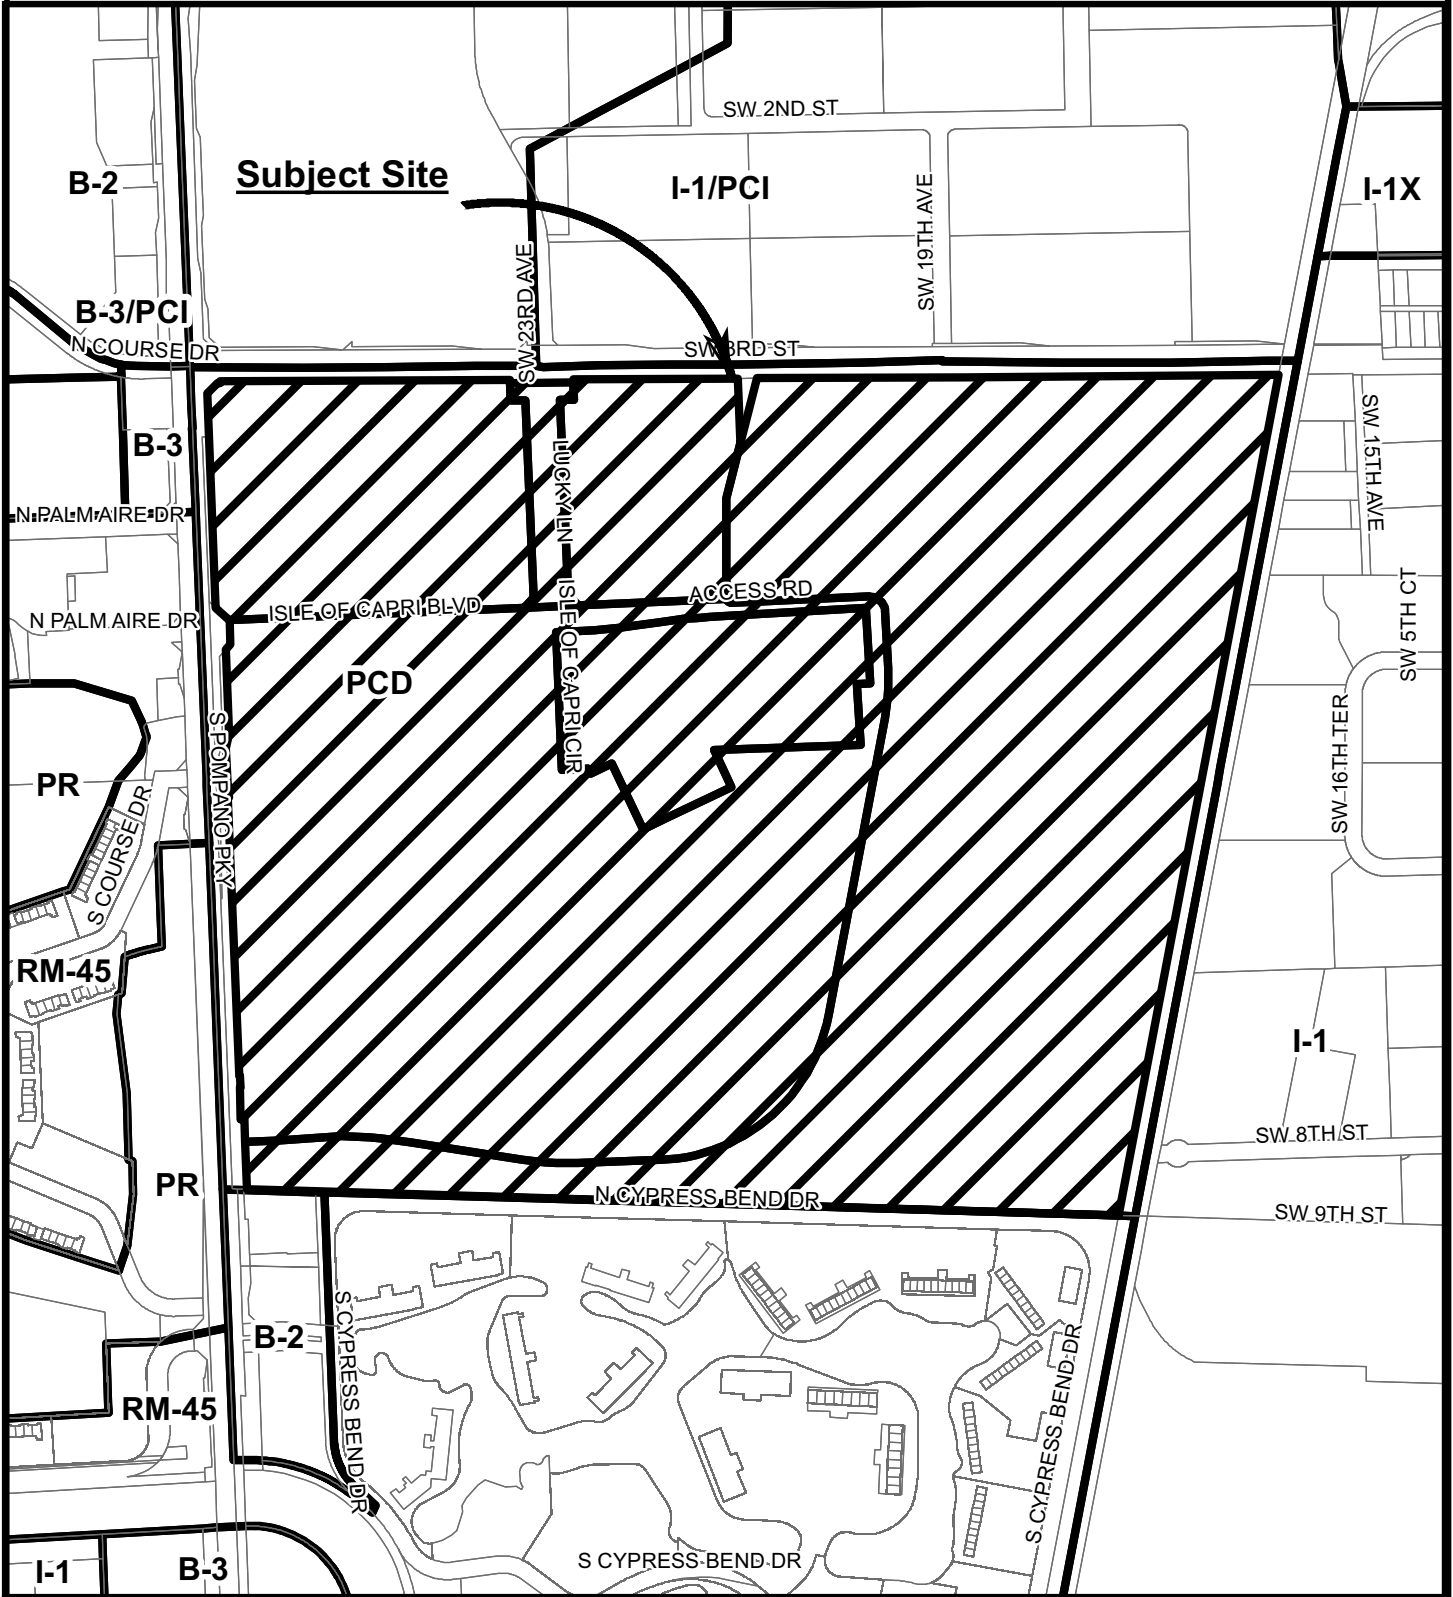 SW 2ND ST
Subject Site
B-2
I-1/PCI
I-1X
SW 19TH AVE
SW 23RD AVE
B-3/PCI
N COURSE DR
SW 3RD ST
B-3
SW 15TH AVE
LUCKY LN
N PALM AIRE DR
ACCESS RD
ISLE OF CAPRI BLVD
N PALM AIRE DR
SW 5TH CT
ISLE OF CAPRI CIR
PCD
SW 16TH TER
S POMPANO PKY
PR
S COURSE DR
RM-45
I-1
SW 8TH ST
PR
N CYPRESS BEND DR
SW 9TH ST
B-2
S CYPRESS BEND DR
S CYPRESS BEND DR
RM-45
S CYPRESS BEND DR
I-1
B-3